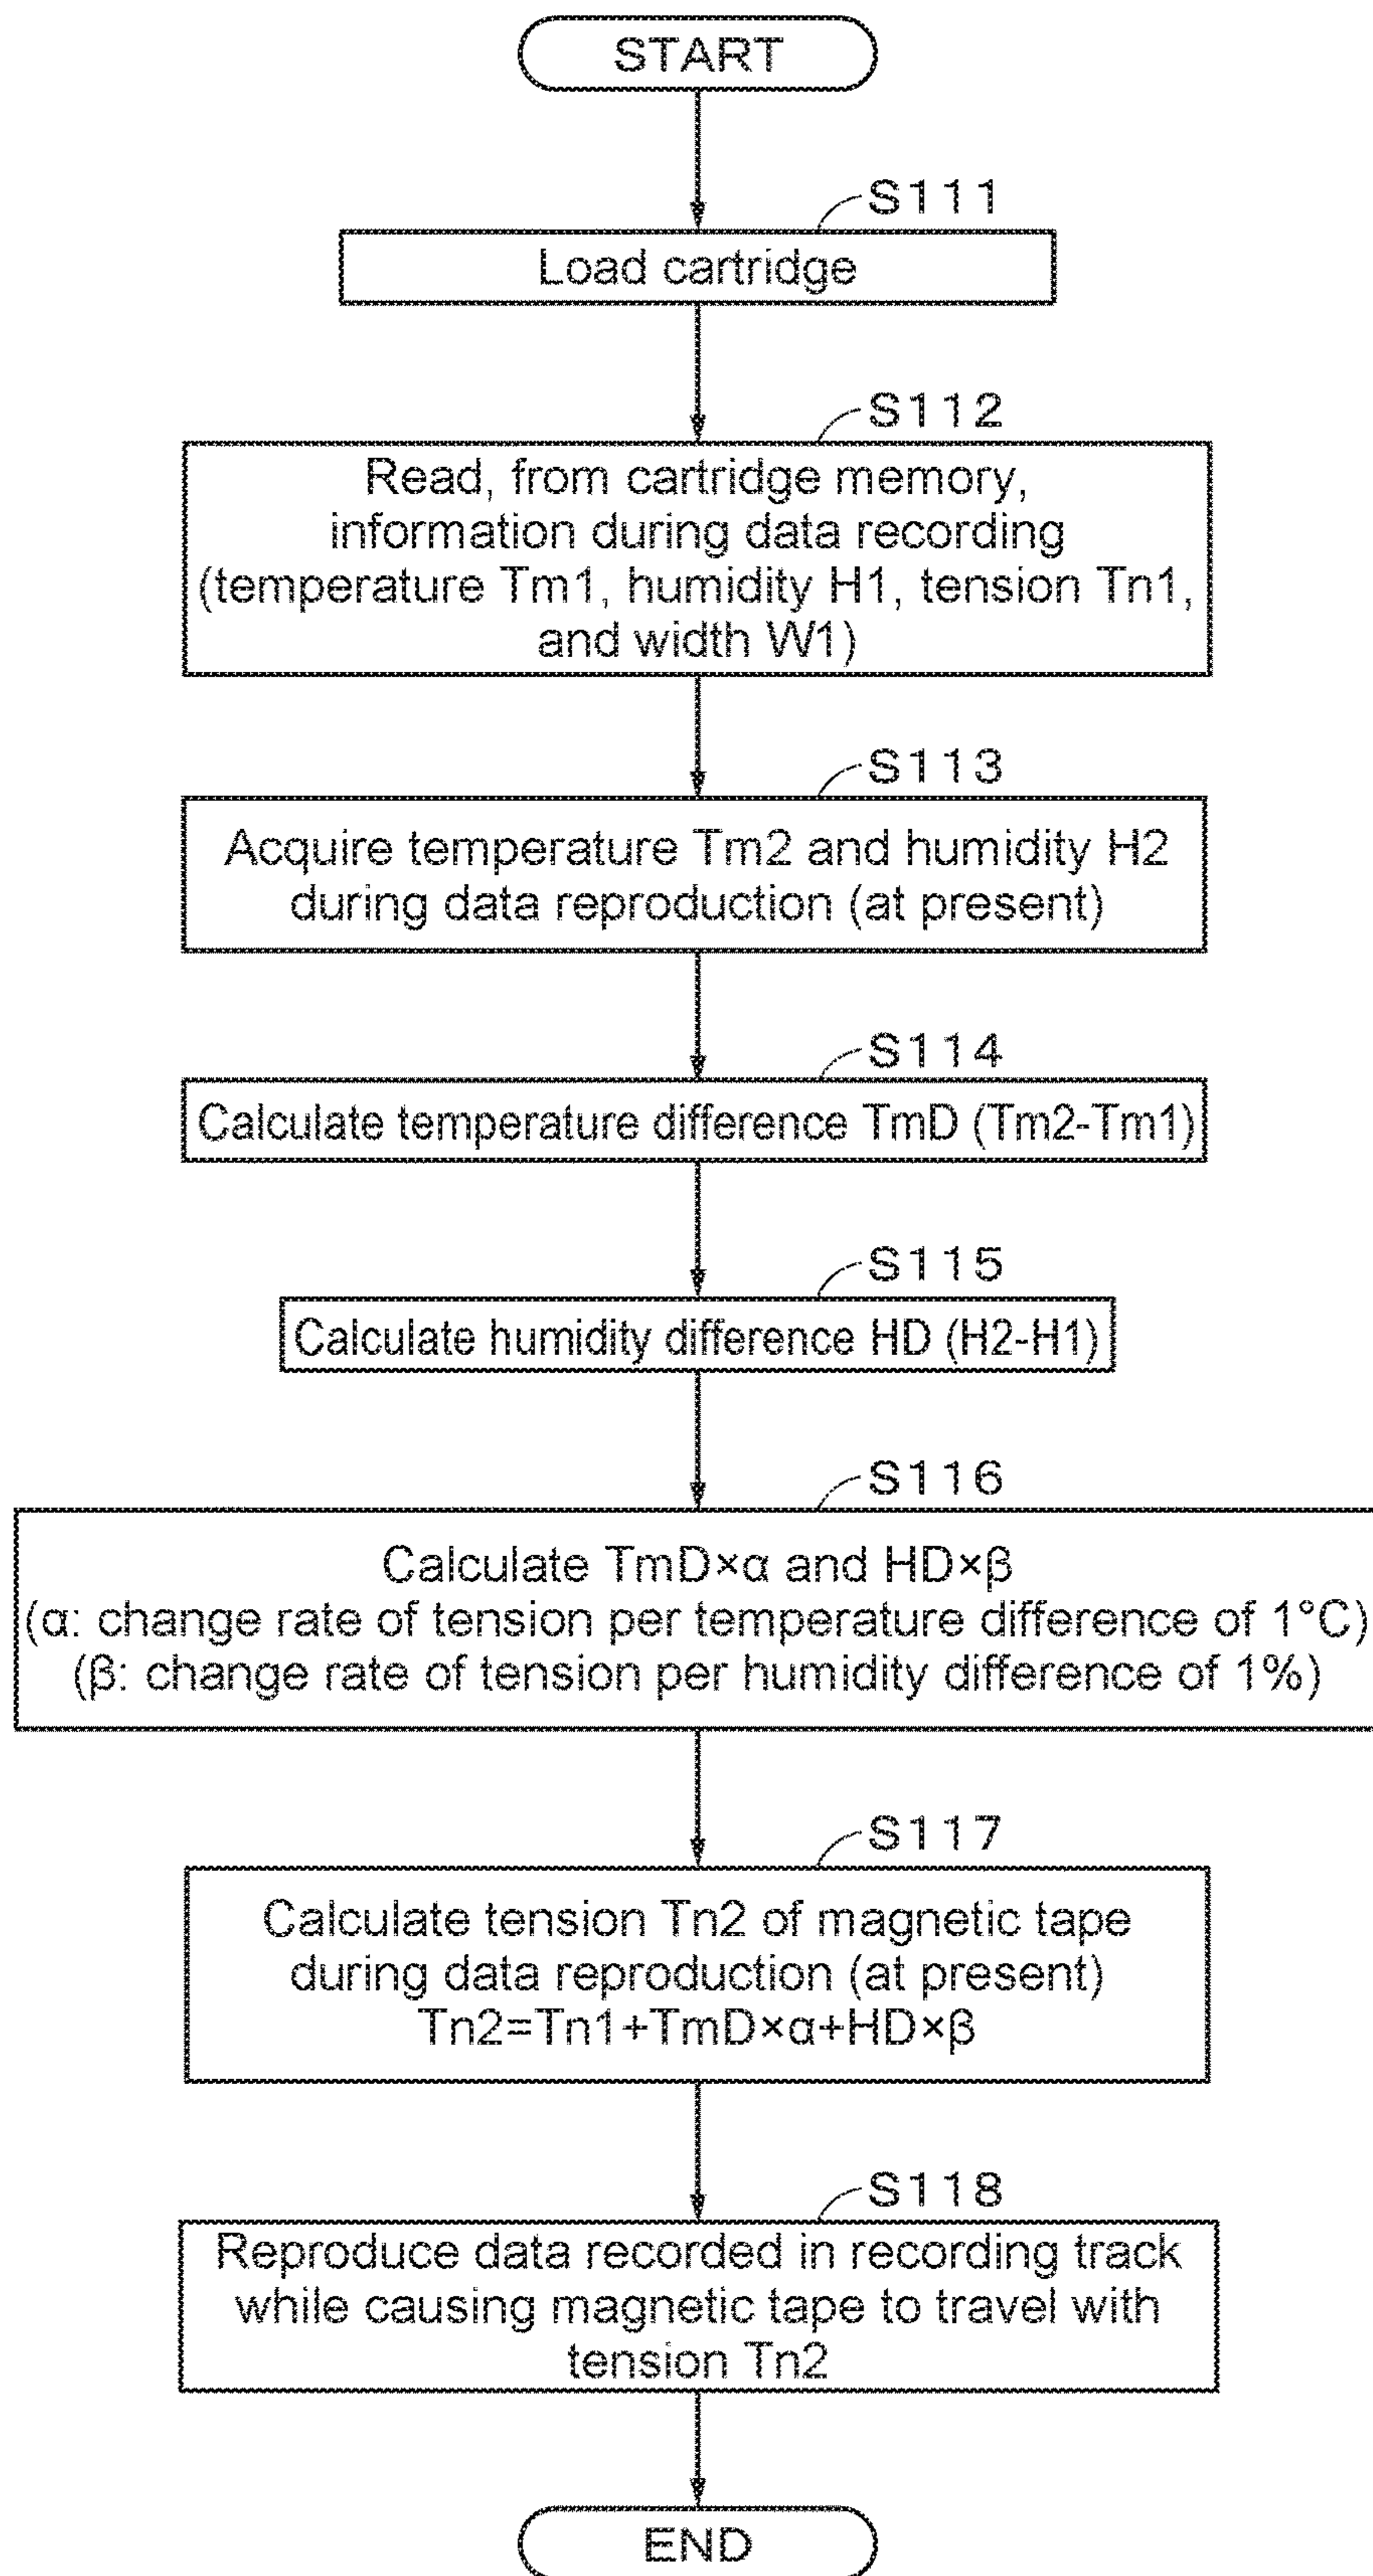 START
S111
Load cartridge
S112
Read, from cartridge memory,
information during data recording
(temperature Tm1, humidity H1, tension Tn1,
and width W1)
S113
Acquire temperature Tm2 and humidity H2
during data reproduction (at present)
S114
Calculate temperature difference TmD (Tm2-Tm1)
S115
Calculate humidity difference HD (H2-H1)
S116
Calculate TmD×α and HD×β
(α: change rate of tension per temperature difference of 1°C)
(β: change rate of tension per humidity difference of 1%)
S117
Calculate tension Tn2 of magnetic tape
during data reproduction (at present)
Tn2=Tn1+TmD×α+HD×β
S118
Reproduce data recorded in recording track
while causing magnetic tape to travel with
tension Tn2
END